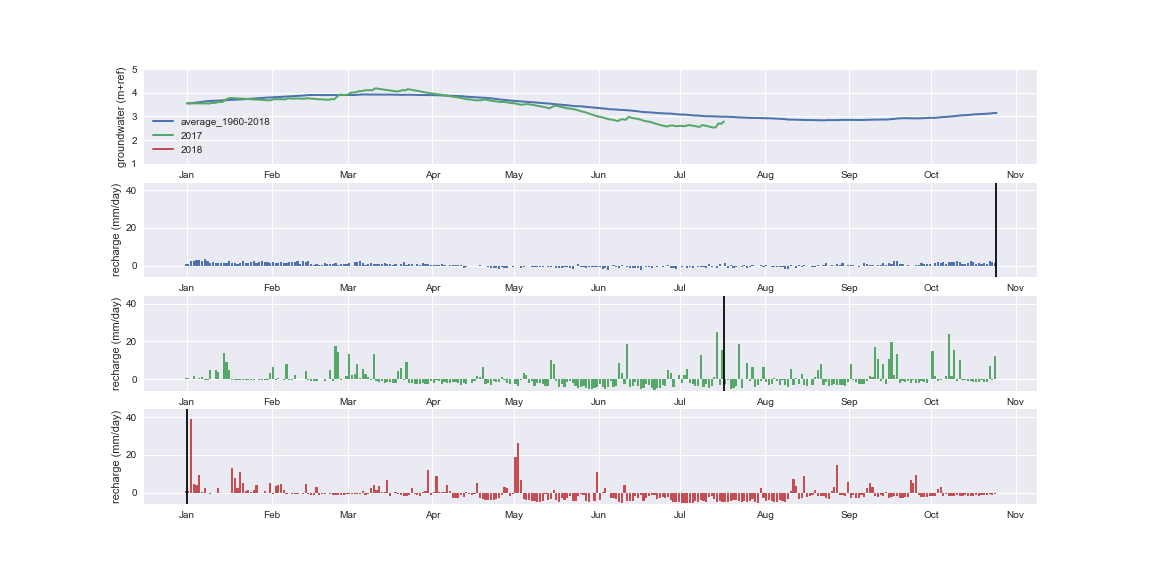 groundwater (m+ref)
5
4
3
2
1
average_1960-2018
2017
2018
Jan Feb Mar Apr May Jun Jul Aug Sep Oct Nov
recharge (mm/day)
40
20
0
Jan Feb Mar Apr May Jun Jul Aug Sep Oct Nov
recharge (mm/day)
40
20
0
Jan Feb Mar Apr May Jun Jul Aug Sep Oct Nov
recharge (mm/day)
40
20
0
Jan Feb Mar Apr May Jun Jul Aug Sep Oct Nov